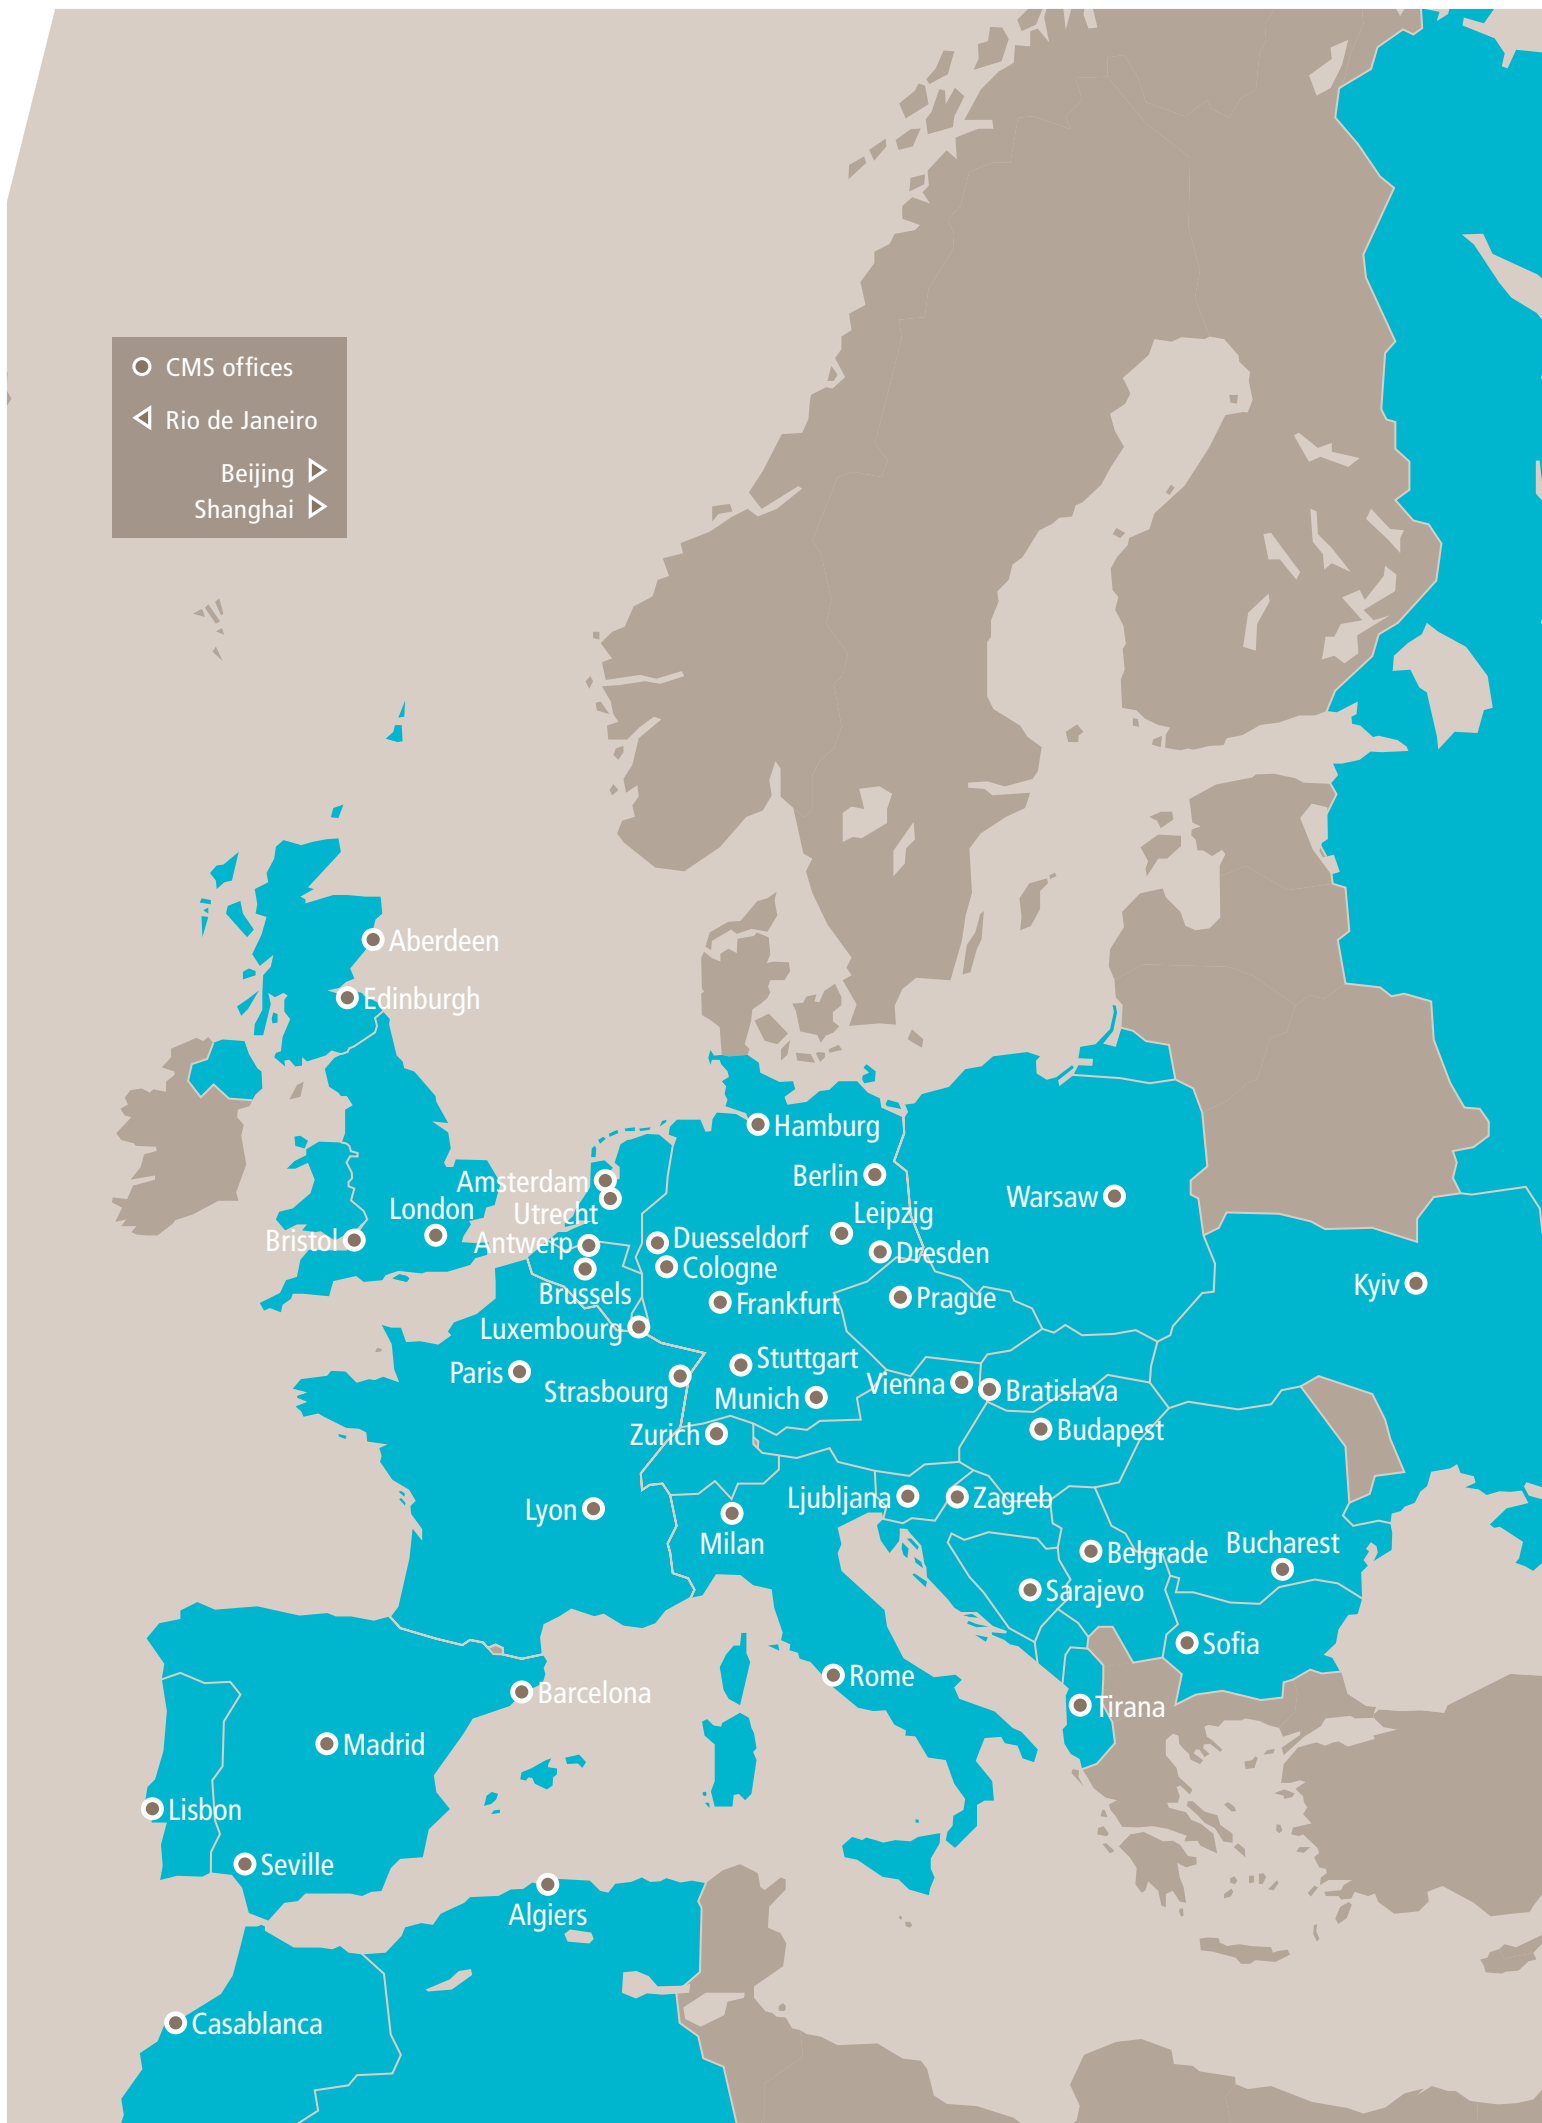 CMS offices
Rio de Janeiro
Beijing
Shanghai
Aberdeen
Edinburgh
Hamburg
Berlin
Amsterdam
Warsaw
London
Utrecht
Leipzig
Bristol
Antwerp
Duesseldorf
Dresden
Cologne
Kyiv
Brussels
Frankfurt
Prague
Luxembourg
Paris
Stuttgart
Strasbourg
Munich
Vienna
Bratislava
Zurich
Budapest
Lyon
Ljubljana
Zagreb
Milan
Belgrade
Bucharest
Sarajevo
Sofia
Rome
Barcelona
Tirana
Madrid
Lisbon
Seville
Algiers
Casablanca